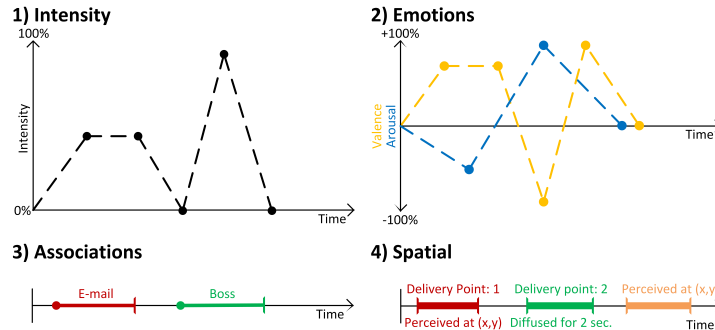 1) Intensity
100%
Intensity
0%
Time
2) Emotions
+100%
Valence
Arousal
Time
-100%
3) Associations
E-mail
Boss
Time
4) Spatial
Delivery Point: 1
Delivery point: 2
Perceived at (x,y
Perceived at (x,y)
Diffused for 2 sec.
Time